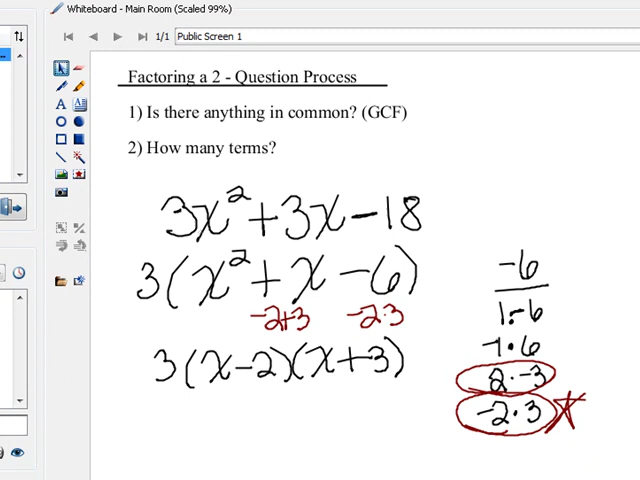 Whiteboard - Main Room (Scaled 99%)
1/1 Public Screen 1
Factoring a 2 - Question Process
1) Is there anything in common? (GCF)
2) How many terms?
3x² + 3x - 18
3(x² + x - 6)
-2+3 -2·3
3(x - 2)(x + 3)
-6
1·-6
-1·6
2·-3
-2·3